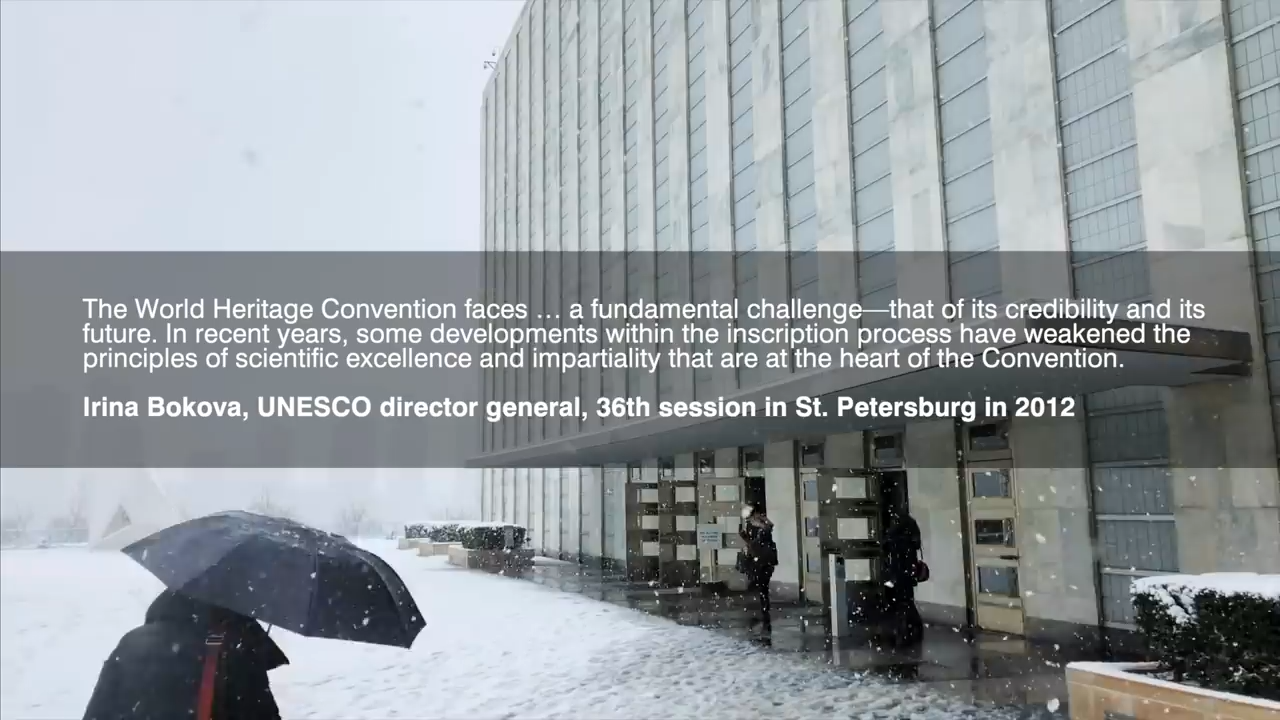 The World Heritage Convention faces … a fundamental challenge—that of its credibility and its
future. In recent years, some developments within the inscription process have weakened the
principles of scientific excellence and impartiality that are at the heart of the Convention.
Irina Bokova, UNESCO director general, 36th session in St. Petersburg in 2012